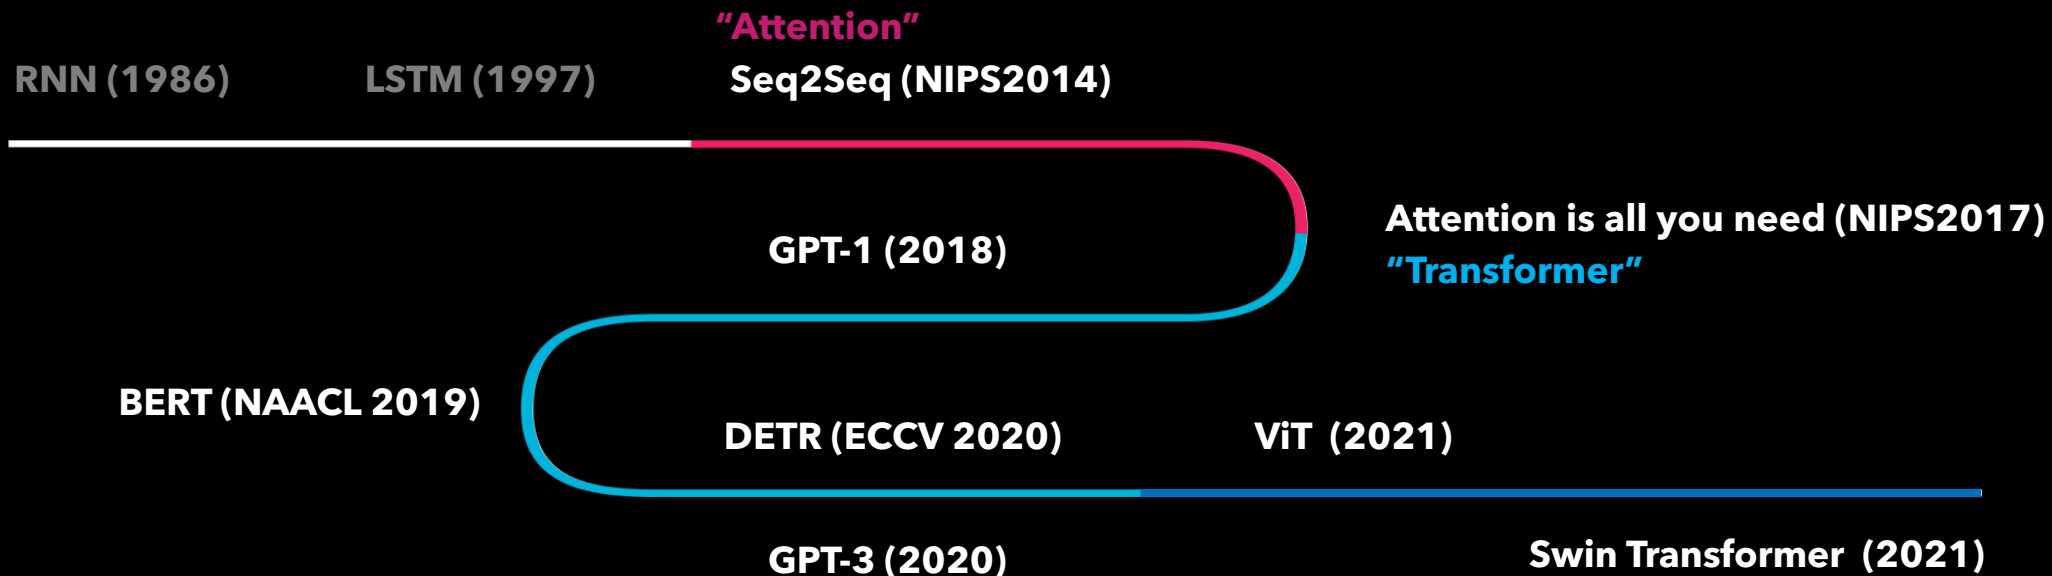 “Attention”
RNN (1986)
LSTM (1997)
Seq2Seq (NIPS2014)
Attention is all you need (NIPS2017)
“Transformer”
GPT-1 (2018)
BERT (NAACL 2019)
DETR (ECCV 2020)
ViT (2021)
GPT-3 (2020)
Swin Transformer (2021)